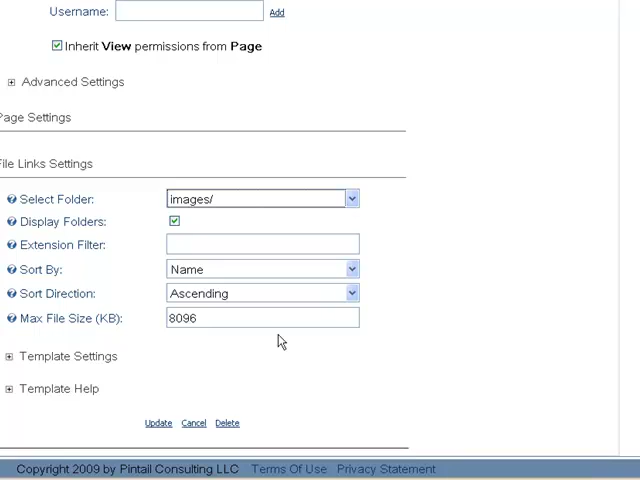 Username: Add
Inherit View permissions from Page
Advanced Settings
Page Settings
File Links Settings
Select Folder: images/
Display Folders:
Extension Filter:
Sort By: Name
Sort Direction: Ascending
Max File Size (KB): 8096
Template Settings
Template Help
Update Cancel Delete
Copyright 2009 by Pintail Consulting LLC Terms Of Use Privacy Statement